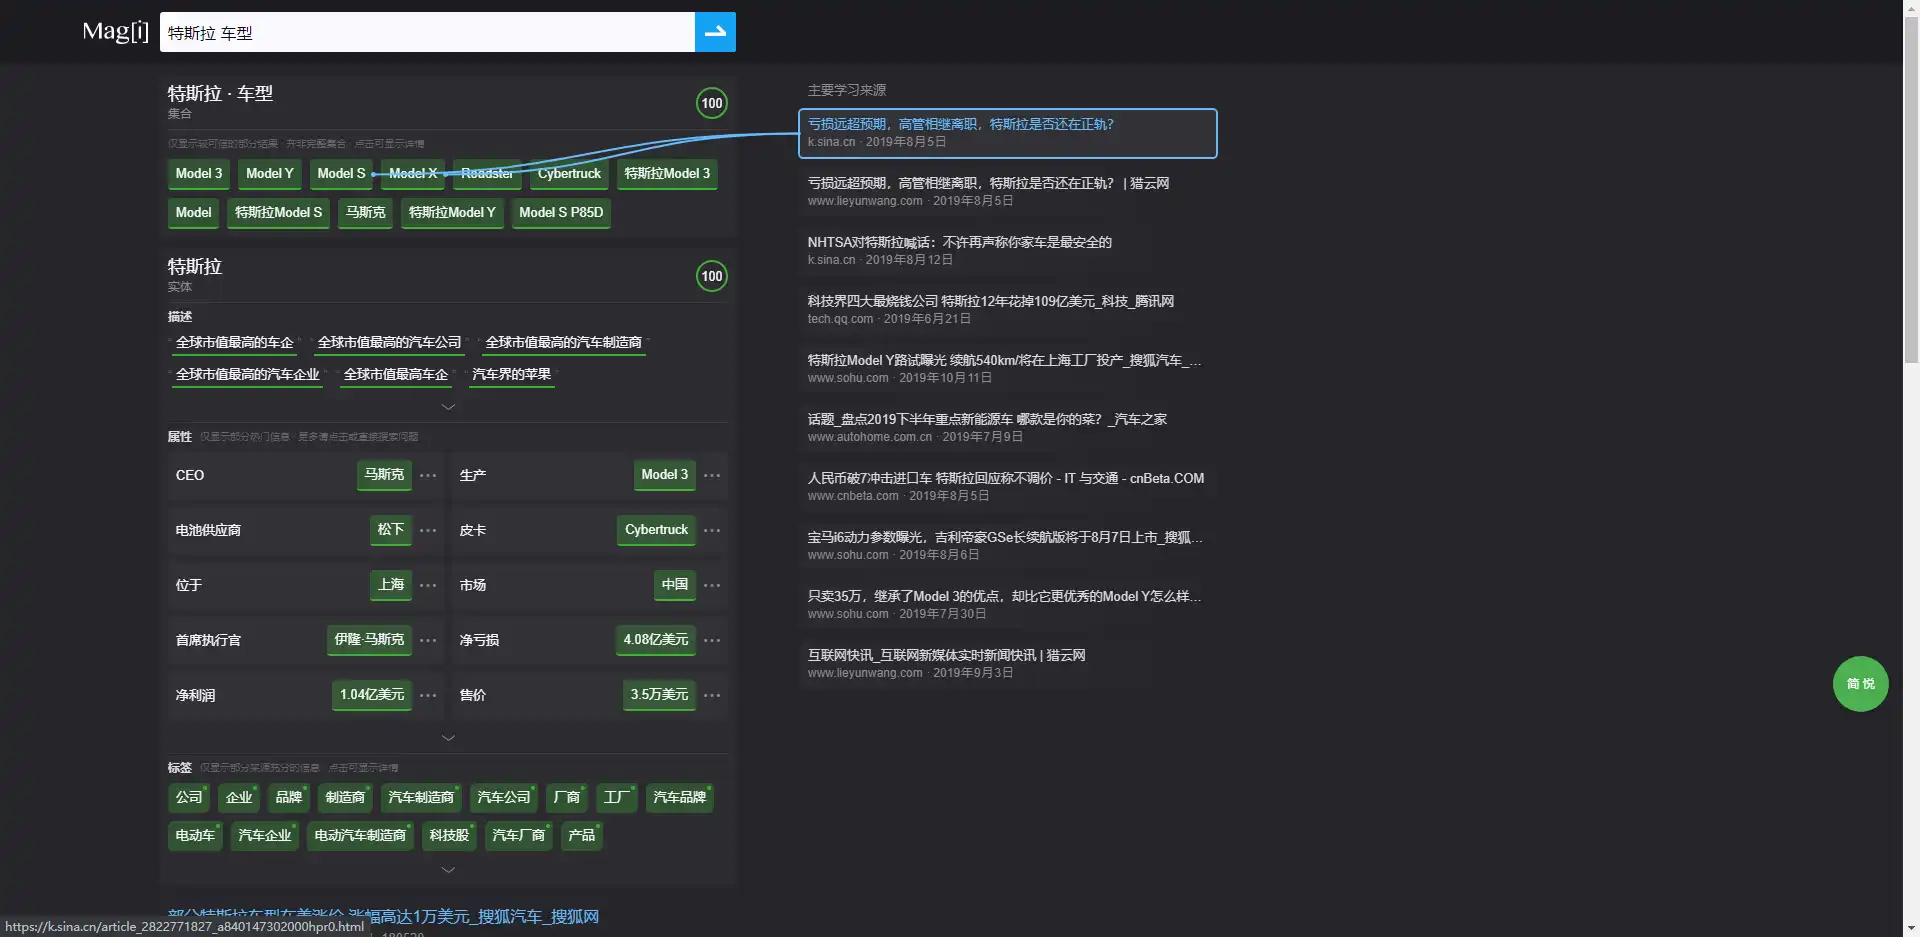 Mag[i]
特斯拉 车型
特斯拉 · 车型
100
集合
仅显示较可信的部分结果 · 并非完整集合 · 点击可显示详情
Model 3 Model Y Model S Model X Roadster Cybertruck 特斯拉Model 3
Model 特斯拉Model S 马斯克 特斯拉Model Y Model S P85D
特斯拉
100
实体
描述
全球市值最高的车企 全球市值最高的汽车公司 全球市值最高的汽车制造商
全球市值最高的汽车企业 全球市值最高车企 汽车界的苹果
属性 仅显示部分热门信息 · 更多请点击或直接搜索问题
CEO 马斯克 ··· 生产 Model 3 ···
电池供应商 松下 ··· 皮卡 Cybertruck ···
位于 上海 ··· 市场 中国 ···
首席执行官 伊隆·马斯克 ··· 净亏损 4.08亿美元 ···
净利润 1.04亿美元 ··· 售价 3.5万美元 ···
标签 仅显示部分来源充分的信息 · 点击可显示详情
公司 企业 品牌 制造商 汽车制造商 汽车公司 厂商 工厂 汽车品牌
电动车 汽车企业 电动汽车制造商 科技股 汽车厂商 产品
部分特斯拉车型在美涨价 涨幅高达1万美元_搜狐汽车_搜狐网
https://k.sina.cn/article_2822771827_a840147302000hpr0.html
主要学习来源
亏损远超预期，高管相继离职，特斯拉是否还在正轨？
k.sina.cn · 2019年8月5日
亏损远超预期，高管相继离职，特斯拉是否还在正轨？ | 猎云网
www.lieyunwang.com · 2019年8月5日
NHTSA对特斯拉喊话：不许再声称你家车是最安全的
k.sina.cn · 2019年8月12日
科技界四大最烧钱公司 特斯拉12年花掉109亿美元_科技_腾讯网
tech.qq.com · 2019年6月21日
特斯拉Model Y路试曝光 续航540km/将在上海工厂投产_搜狐汽车_...
www.sohu.com · 2019年10月11日
话题_盘点2019下半年重点新能源车 哪款是你的菜？_汽车之家
www.autohome.com.cn · 2019年7月9日
人民币破7冲击进口车 特斯拉回应称不调价 - IT 与交通 - cnBeta.COM
www.cnbeta.com · 2019年8月5日
宝马i6动力参数曝光，吉利帝豪GSe长续航版将于8月7日上市_搜狐...
www.sohu.com · 2019年8月6日
只卖35万，继承了Model 3的优点，却比它更优秀的Model Y怎么样...
www.sohu.com · 2019年7月30日
互联网快讯_互联网新媒体实时新闻快讯 | 猎云网
www.lieyunwang.com · 2019年9月3日
简悦